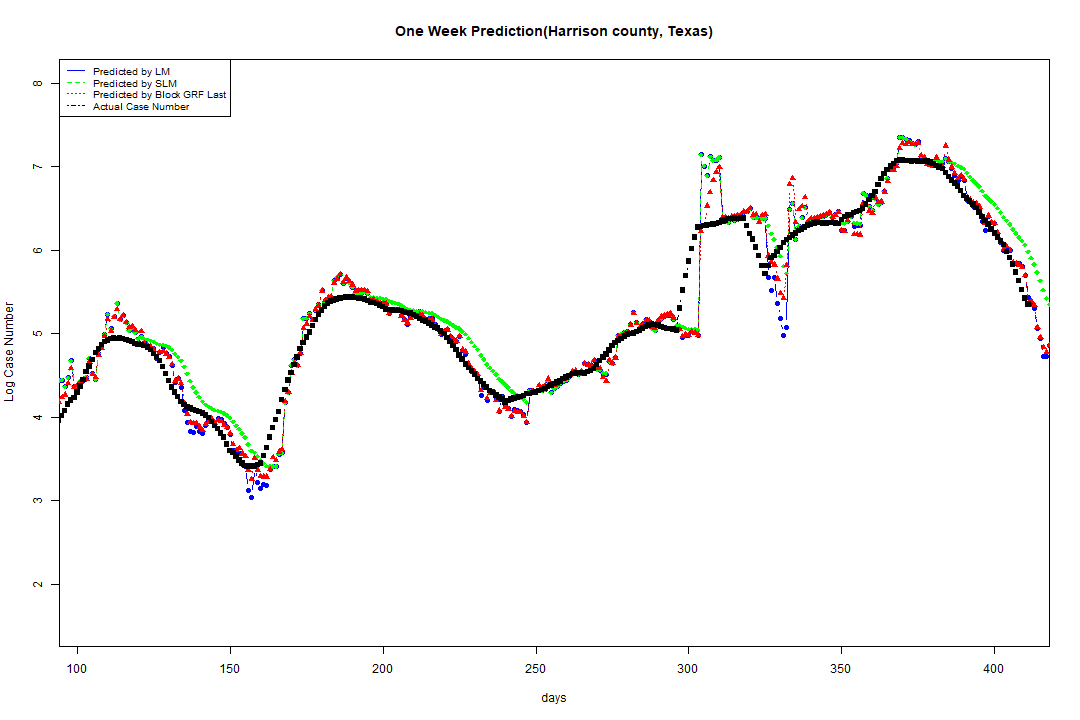 One Week Prediction(Harrison county, Texas)
Predicted by LM
Predicted by SLM
Predicted by Block GRF Last
Actual Case Number
8
7
6
5
4
3
2
Log Case Number
100 150 200 250 300 350 400
days